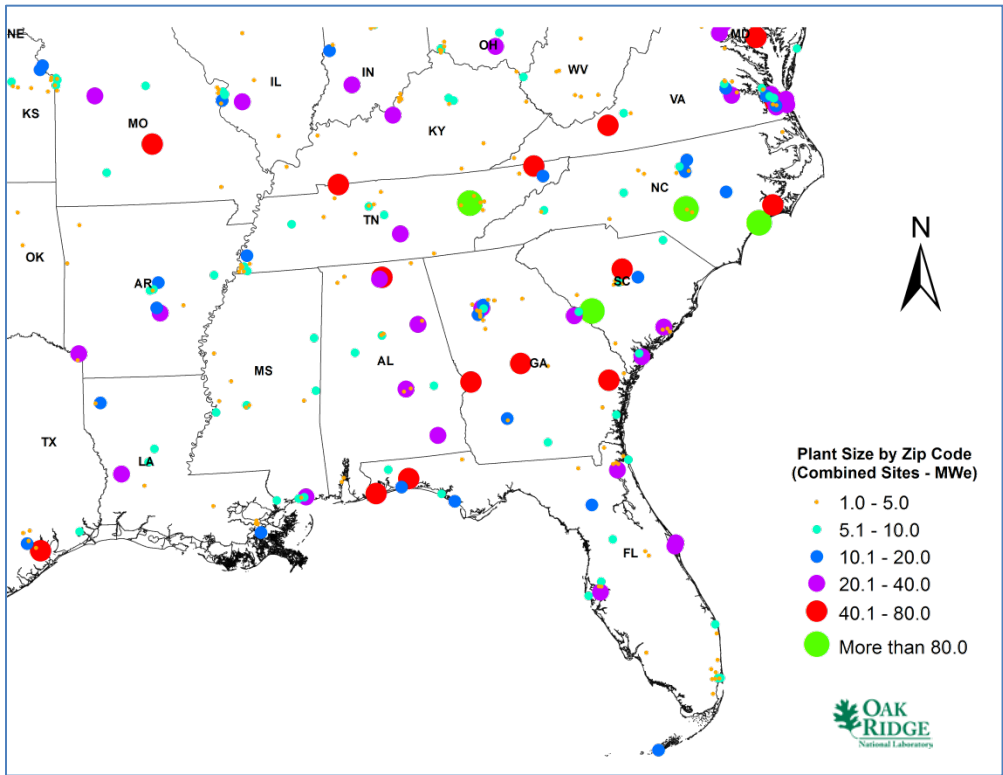 NE
OH
MD
IL
IN
WV
KS
MO
KY
VA
NC
TN
OK
AR
SC
N
MS
AL
GA
TX
LA
FL
Plant Size by Zip Code
(Combined Sites - MWe)
1.0 - 5.0
5.1 - 10.0
10.1 - 20.0
20.1 - 40.0
40.1 - 80.0
More than 80.0
OAK
RIDGE
National Laboratory